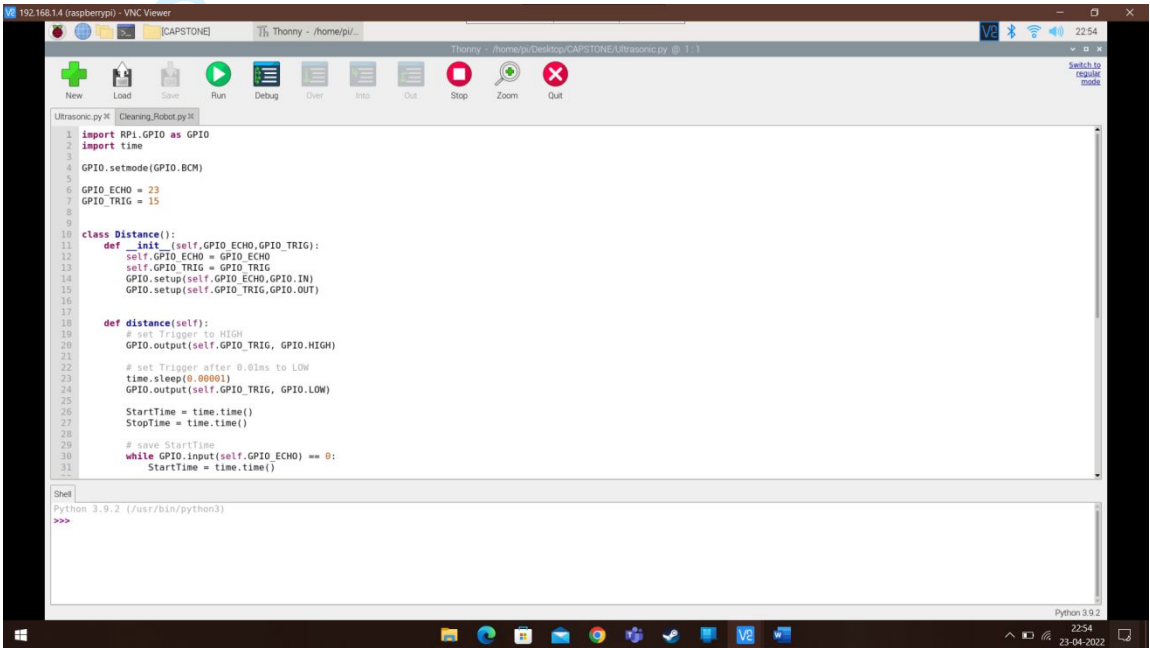 192.168.1.4 (raspberrypi) - VNC Viewer
[CAPSTONE]
Thonny - /home/pi/...
22:54
Thonny - /home/pi/Desktop/CAPSTONE/Ultrasonic.py @ 1:1
New
Load
Save
Run
Debug
Over
Into
Out
Stop
Zoom
Quit
Switch to
regular
mode
Ultrasonic.py
Cleaning_Robot.py
1 import RPi.GPIO as GPIO
2 import time
3
4 GPIO.setmode(GPIO.BCM)
5
6 GPIO_ECHO = 23
7 GPIO_TRIG = 15
8
9
10 class Distance():
11     def __init__(self,GPIO_ECHO,GPIO_TRIG):
12         self.GPIO_ECHO = GPIO_ECHO
13         self.GPIO_TRIG = GPIO_TRIG
14         GPIO.setup(self.GPIO_ECHO,GPIO.IN)
15         GPIO.setup(self.GPIO_TRIG,GPIO.OUT)
16
17
18     def distance(self):
19         # set Trigger to HIGH
20         GPIO.output(self.GPIO_TRIG, GPIO.HIGH)
21
22         # set Trigger after 0.01ms to LOW
23         time.sleep(0.00001)
24         GPIO.output(self.GPIO_TRIG, GPIO.LOW)
25
26         StartTime = time.time()
27         StopTime = time.time()
28
29         # save StartTime
30         while GPIO.input(self.GPIO_ECHO) == 0:
31             StartTime = time.time()
Shell
Python 3.9.2 (/usr/bin/python3)
>>>
Python 3.9.2
22:54
23-04-2022